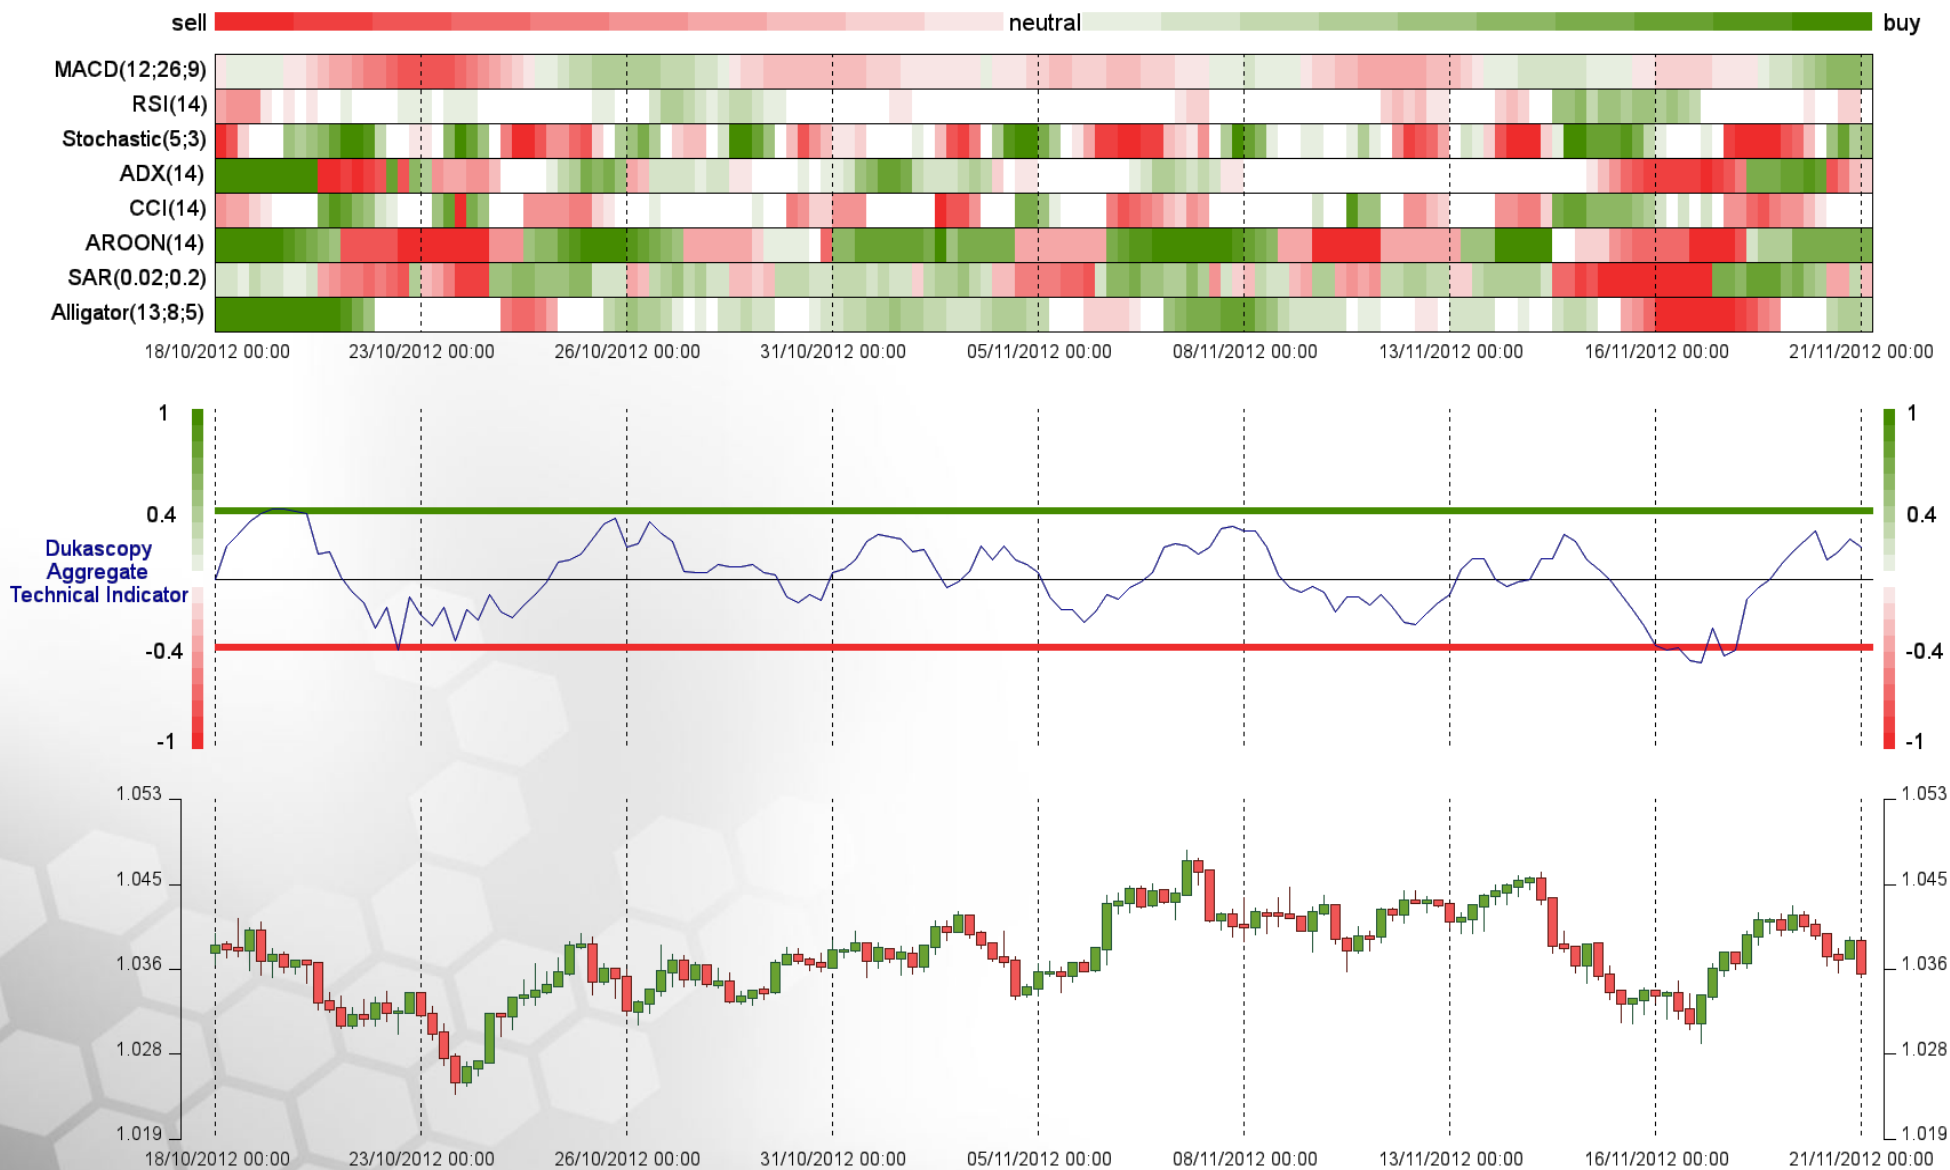 sell neutral buy
MACD(12;26;9)
RSI(14)
Stochastic(5;3)
ADX(14)
CCI(14)
AROON(14)
SAR(0.02;0.2)
Alligator(13;8;5)
18/10/2012 00:00 23/10/2012 00:00 26/10/2012 00:00 31/10/2012 00:00 05/11/2012 00:00 08/11/2012 00:00 13/11/2012 00:00 16/11/2012 00:00 21/11/2012 00:00
1 1
0.4 0.4
Dukascopy
Aggregate
Technical Indicator
-0.4 -0.4
-1 -1
1.053 1.053
1.045 1.045
1.036 1.036
1.028 1.028
1.019 1.019
18/10/2012 00:00 23/10/2012 00:00 26/10/2012 00:00 31/10/2012 00:00 05/11/2012 00:00 08/11/2012 00:00 13/11/2012 00:00 16/11/2012 00:00 21/11/2012 00:00